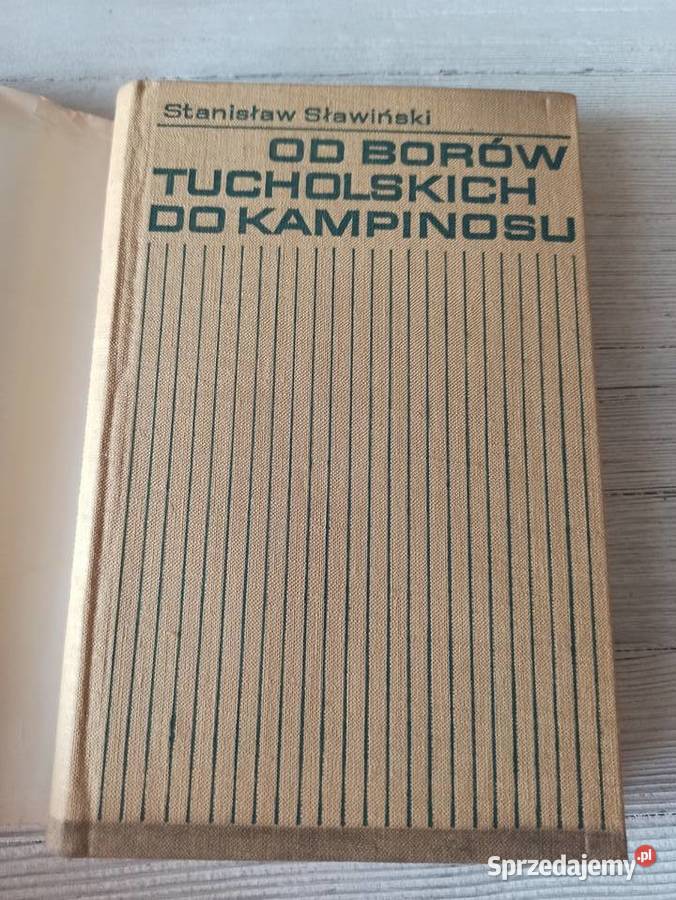 Stanisław Sławiński
OD BORÓW
TUCHOLSKICH
DO KAMPINOSU
Sprzedajemy.pl